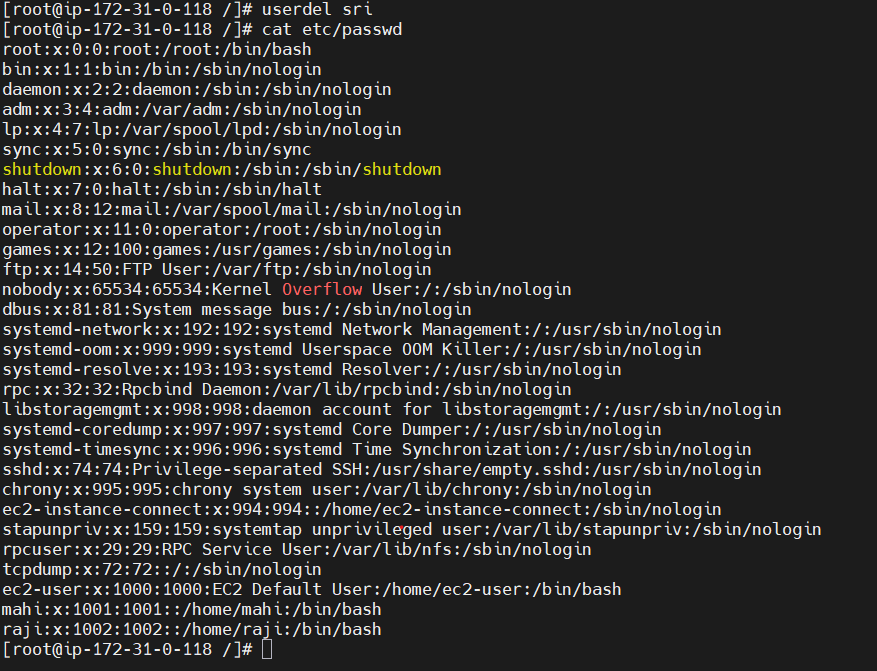 [root@ip-172-31-0-118 /]# userdel sri
[root@ip-172-31-0-118 /]# cat etc/passwd
root:x:0:0:root:/root:/bin/bash
bin:x:1:1:bin:/bin:/sbin/nologin
daemon:x:2:2:daemon:/sbin:/sbin/nologin
adm:x:3:4:adm:/var/adm:/sbin/nologin
lp:x:4:7:lp:/var/spool/lpd:/sbin/nologin
sync:x:5:0:sync:/sbin:/bin/sync
shutdown:x:6:0:shutdown:/sbin:/sbin/shutdown
halt:x:7:0:halt:/sbin:/sbin/halt
mail:x:8:12:mail:/var/spool/mail:/sbin/nologin
operator:x:11:0:operator:/root:/sbin/nologin
games:x:12:100:games:/usr/games:/sbin/nologin
ftp:x:14:50:FTP User:/var/ftp:/sbin/nologin
nobody:x:65534:65534:Kernel Overflow User:/:/sbin/nologin
dbus:x:81:81:System message bus:/:/sbin/nologin
systemd-network:x:192:192:systemd Network Management:/:/usr/sbin/nologin
systemd-oom:x:999:999:systemd Userspace OOM Killer:/:/usr/sbin/nologin
systemd-resolve:x:193:193:systemd Resolver:/:/usr/sbin/nologin
rpc:x:32:32:Rpcbind Daemon:/var/lib/rpcbind:/sbin/nologin
libstoragemgmt:x:998:998:daemon account for libstoragemgmt:/:/usr/sbin/nologin
systemd-coredump:x:997:997:systemd Core Dumper:/:/usr/sbin/nologin
systemd-timesync:x:996:996:systemd Time Synchronization:/:/usr/sbin/nologin
sshd:x:74:74:Privilege-separated SSH:/usr/share/empty.sshd:/usr/sbin/nologin
chrony:x:995:995:chrony system user:/var/lib/chrony:/sbin/nologin
ec2-instance-connect:x:994:994::/home/ec2-instance-connect:/sbin/nologin
stapunpriv:x:159:159:systemtap unprivileged user:/var/lib/stapunpriv:/sbin/nologin
rpcuser:x:29:29:RPC Service User:/var/lib/nfs:/sbin/nologin
tcpdump:x:72:72::/:/sbin/nologin
ec2-user:x:1000:1000:EC2 Default User:/home/ec2-user:/bin/bash
mahi:x:1001:1001::/home/mahi:/bin/bash
raji:x:1002:1002::/home/raji:/bin/bash
[root@ip-172-31-0-118 /]#